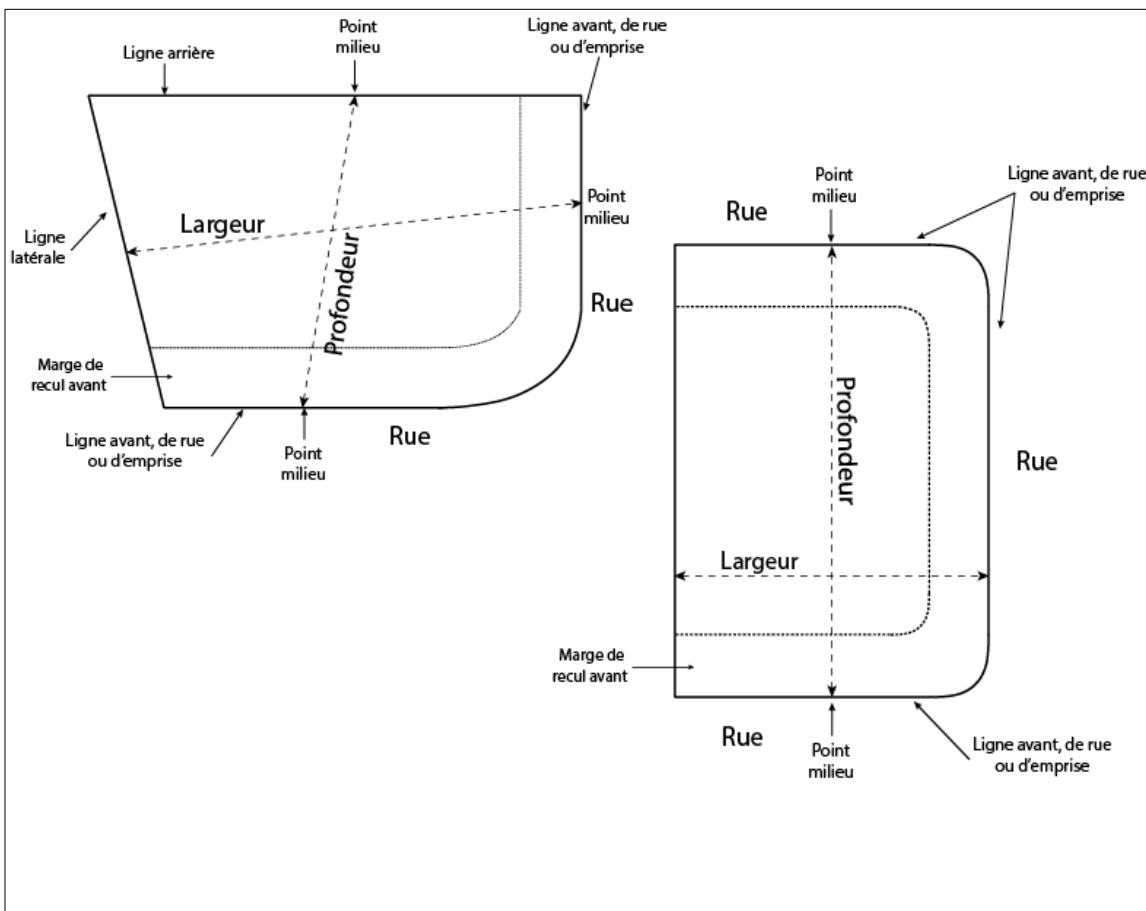 Ligne arrière
Point
milieu
Ligne avant, de rue
ou d'emprise
Ligne
latérale
Largeur
Profondeur
Point
milieu
Rue
Marge de
recul avant
Ligne avant, de rue
ou d'emprise
Point
milieu
Rue
Rue
Point
milieu
Ligne avant, de rue
ou d'emprise
Profondeur
Rue
Largeur
Marge de
recul avant
Rue
Point
milieu
Ligne avant, de rue
ou d'emprise